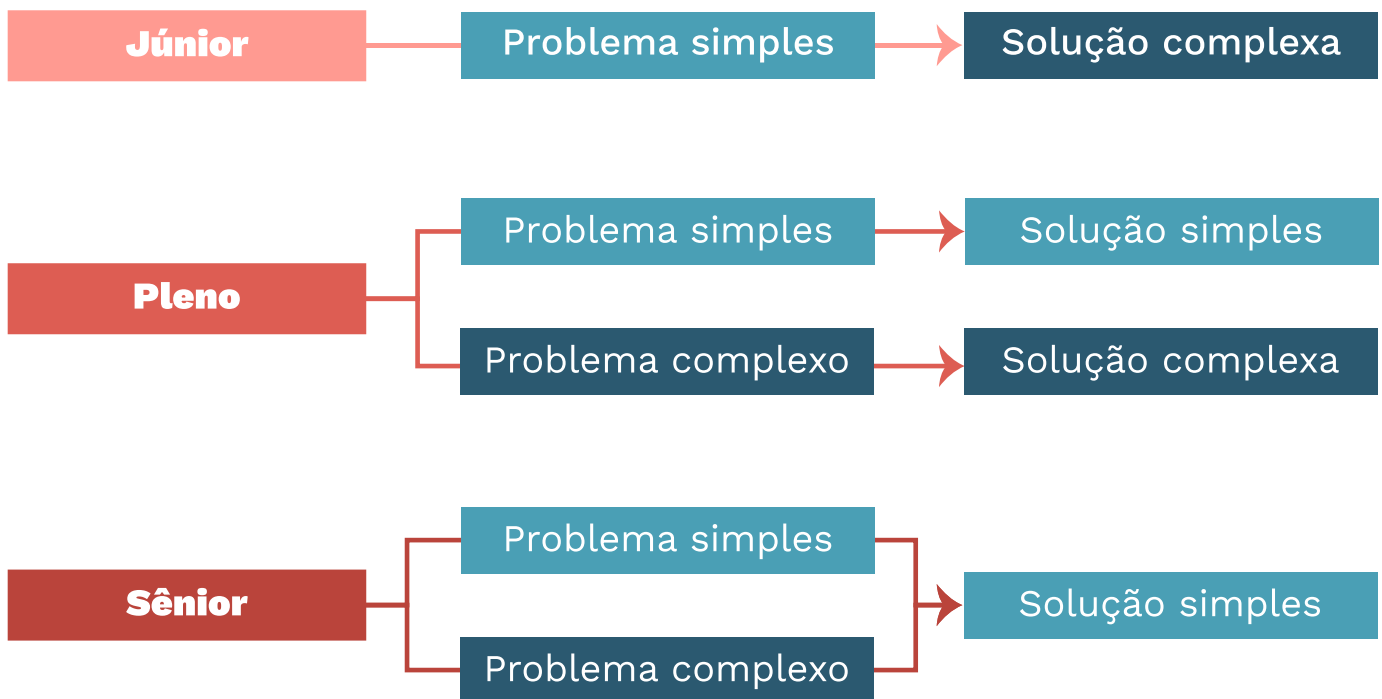 Júnior
Problema simples
Solução complexa
Pleno
Problema simples
Solução simples
Problema complexo
Solução complexa
Sênior
Problema simples
Problema complexo
Solução simples